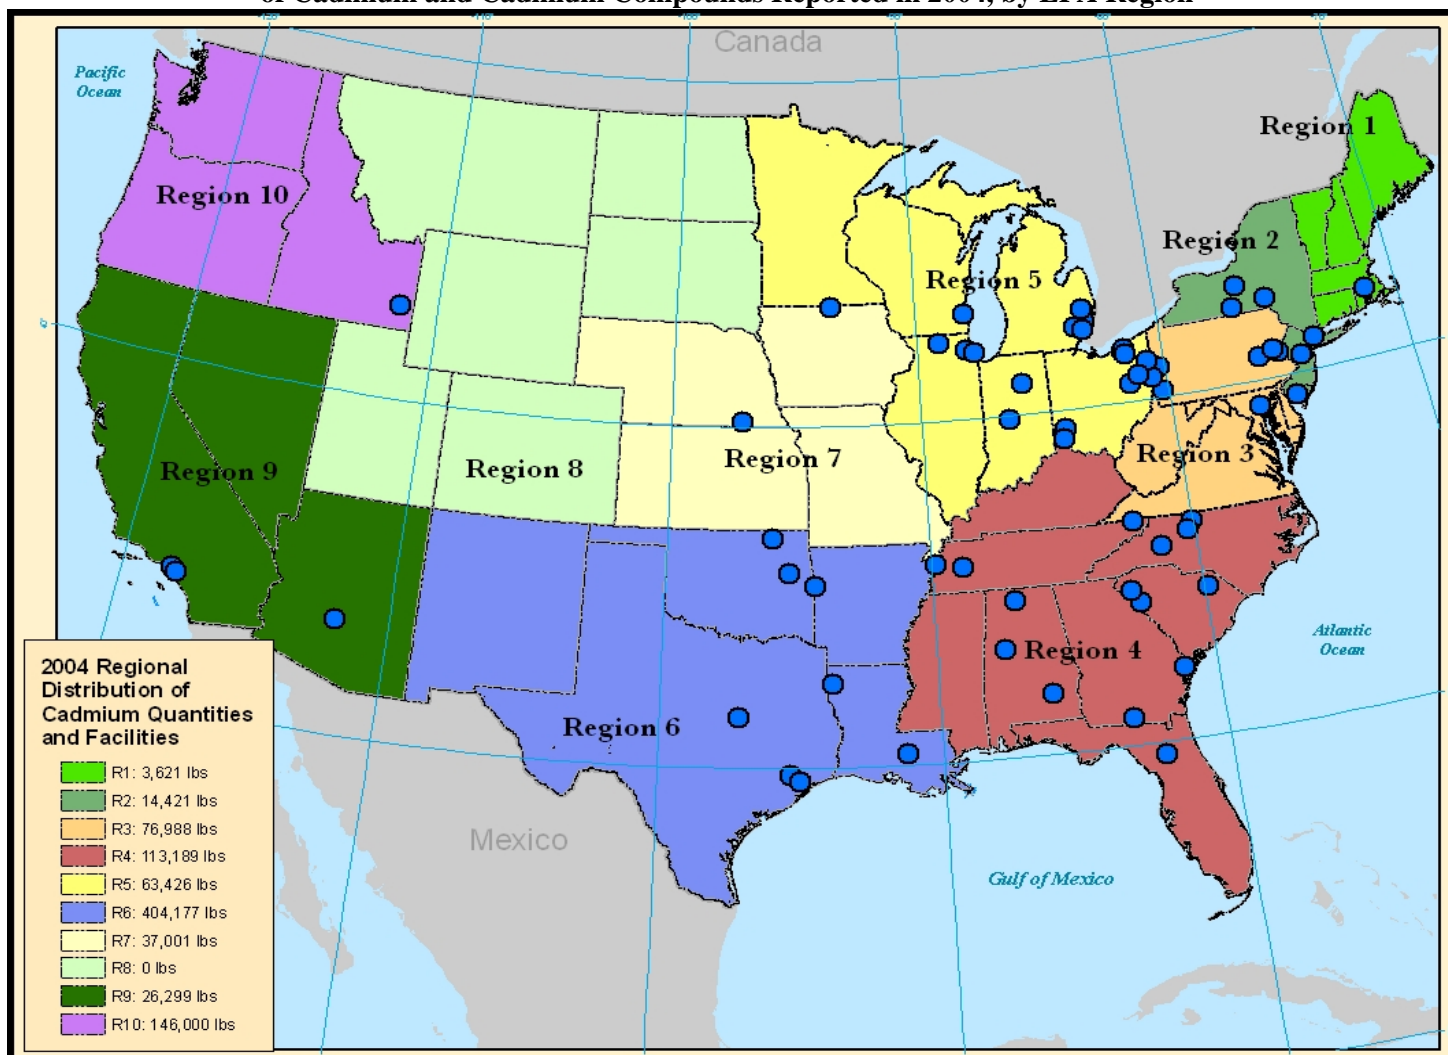 of Cadmium and Cadmium Compounds Reported in 2004, by EPA Region
Canada
Pacific
Ocean
Region 1
Region 10
Region 2
Region 5
Region 3
Region 7
Region 8
Region 9
Atlantic
Ocean
Region 4
Region 6
Mexico
Gulf of Mexico
2004 Regional
Distribution of
Cadmium Quantities
and Facilities
R1: 3,621 lbs
R2: 14,421 lbs
R3: 76,988 lbs
R4: 113,189 lbs
R5: 63,426 lbs
R6: 404,177 lbs
R7: 37,001 lbs
R8: 0 lbs
R9: 26,299 lbs
R10: 146,000 lbs